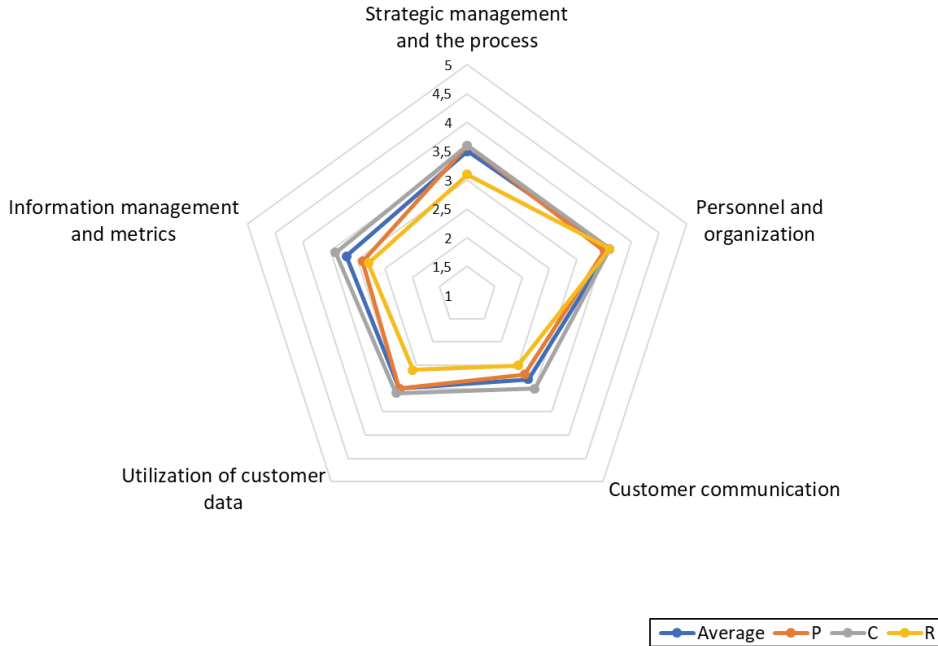 Strategic management
and the process
5
4,5
4
3,5
3
2,5
2
1,5
1
Information management
and metrics
Personnel and
organization
Utilization of customer
data
Customer communication
Average P C R